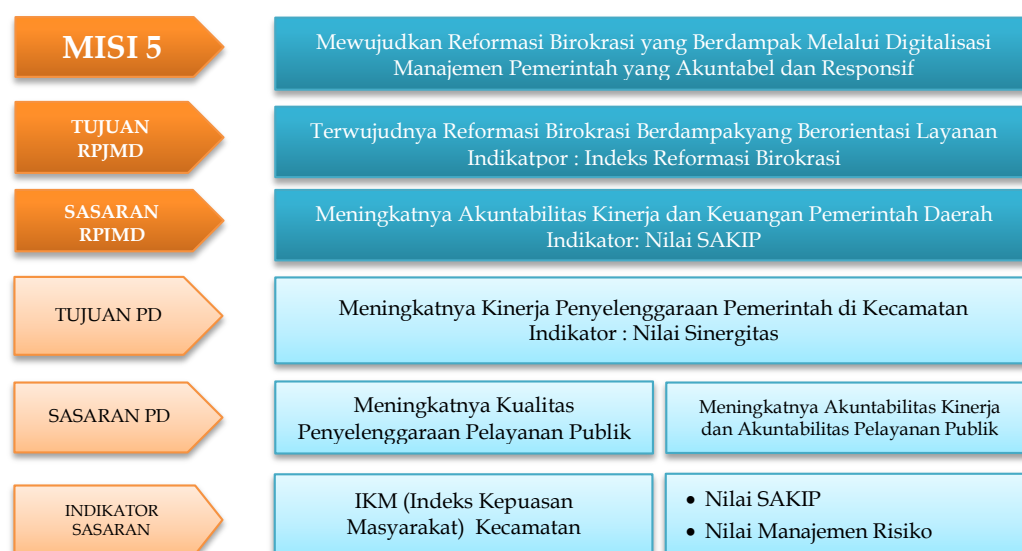 MISI 5
Mewujudkan Reformasi Birokrasi yang Berdampak Melalui Digitalisasi
Manajemen Pemerintah yang Akuntabel dan Responsif
TUJUAN
RPJMD
Terwujudnya Reformasi Birokrasi Berdampakyang Berorientasi Layanan
Indikatpor : Indeks Reformasi Birokrasi
SASARAN
RPJMD
Meningkatnya Akuntabilitas Kinerja dan Keuangan Pemerintah Daerah
Indikator: Nilai SAKIP
TUJUAN PD
Meningkatnya Kinerja Penyelenggaraan Pemerintah di Kecamatan
Indikator : Nilai Sinergitas
SASARAN PD
Meningkatnya Kualitas
Penyelenggaraan Pelayanan Publik
Meningkatnya Akuntabilitas Kinerja
dan Akuntabilitas Pelayanan Publik
INDIKATOR
SASARAN
IKM (Indeks Kepuasan
Masyarakat) Kecamatan
• Nilai SAKIP
• Nilai Manajemen Risiko